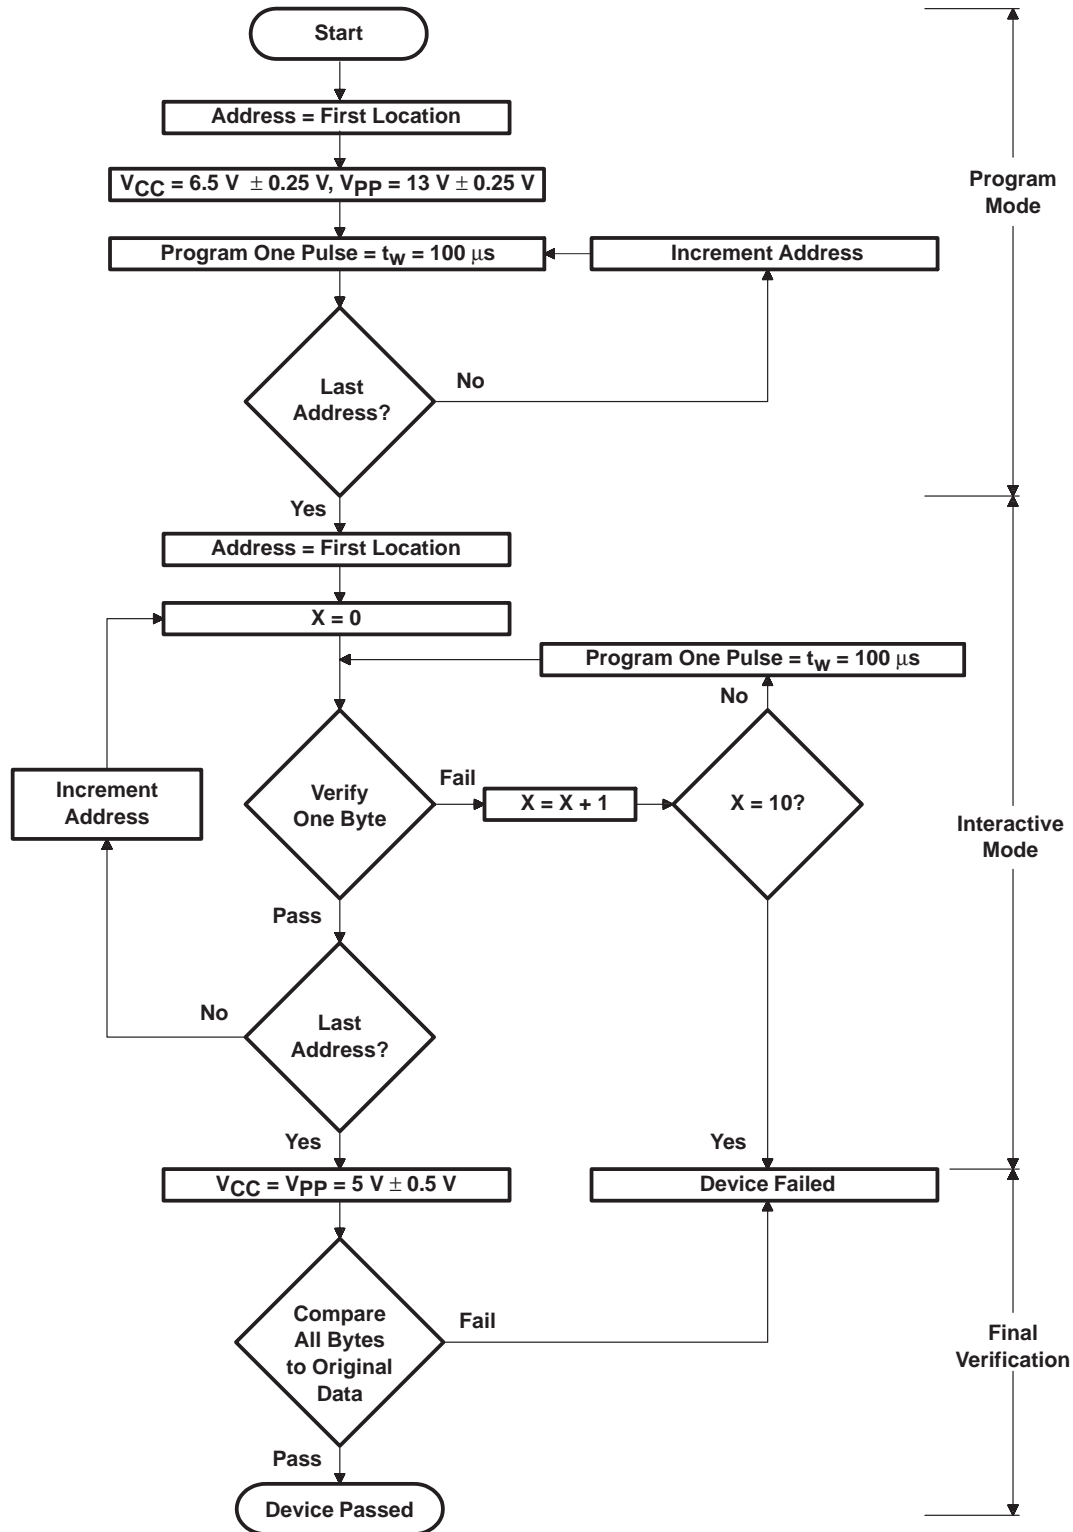 Start
Address = First Location
VCC = 6.5 V ± 0.25 V, VPP = 13 V ± 0.25 V
Program
Mode
Program One Pulse = tw = 100 μs
Increment Address
Last
Address?
No
Yes
Address = First Location
X = 0
Program One Pulse = tw = 100 μs
No
Increment
Address
Verify
One Byte
Fail
X = X + 1
X = 10?
Interactive
Mode
Pass
No
Last
Address?
Yes
Yes
VCC = VPP = 5 V ± 0.5 V
Device Failed
Compare
All Bytes
to Original
Data
Fail
Final
Verification
Pass
Device Passed